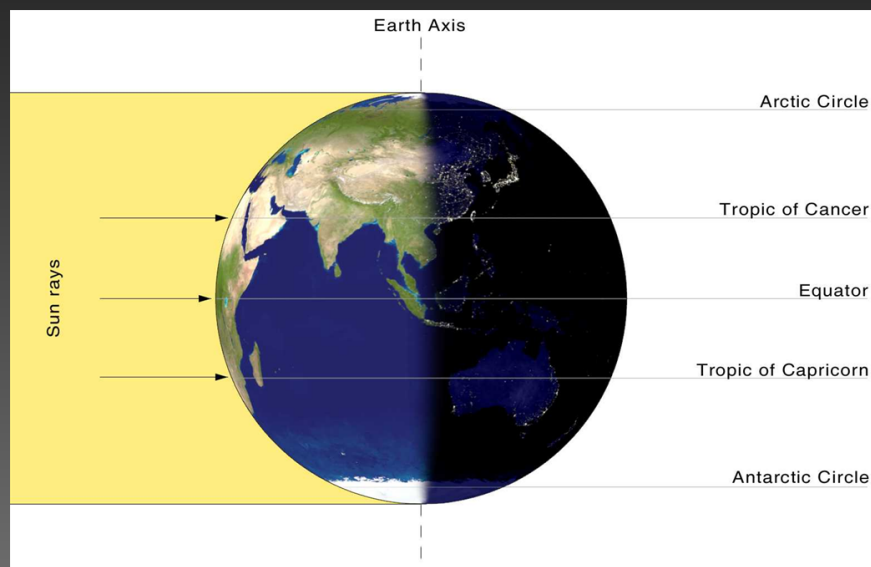 Earth Axis
Arctic Circle
Tropic of Cancer
Sun rays
Equator
Tropic of Capricorn
Antarctic Circle